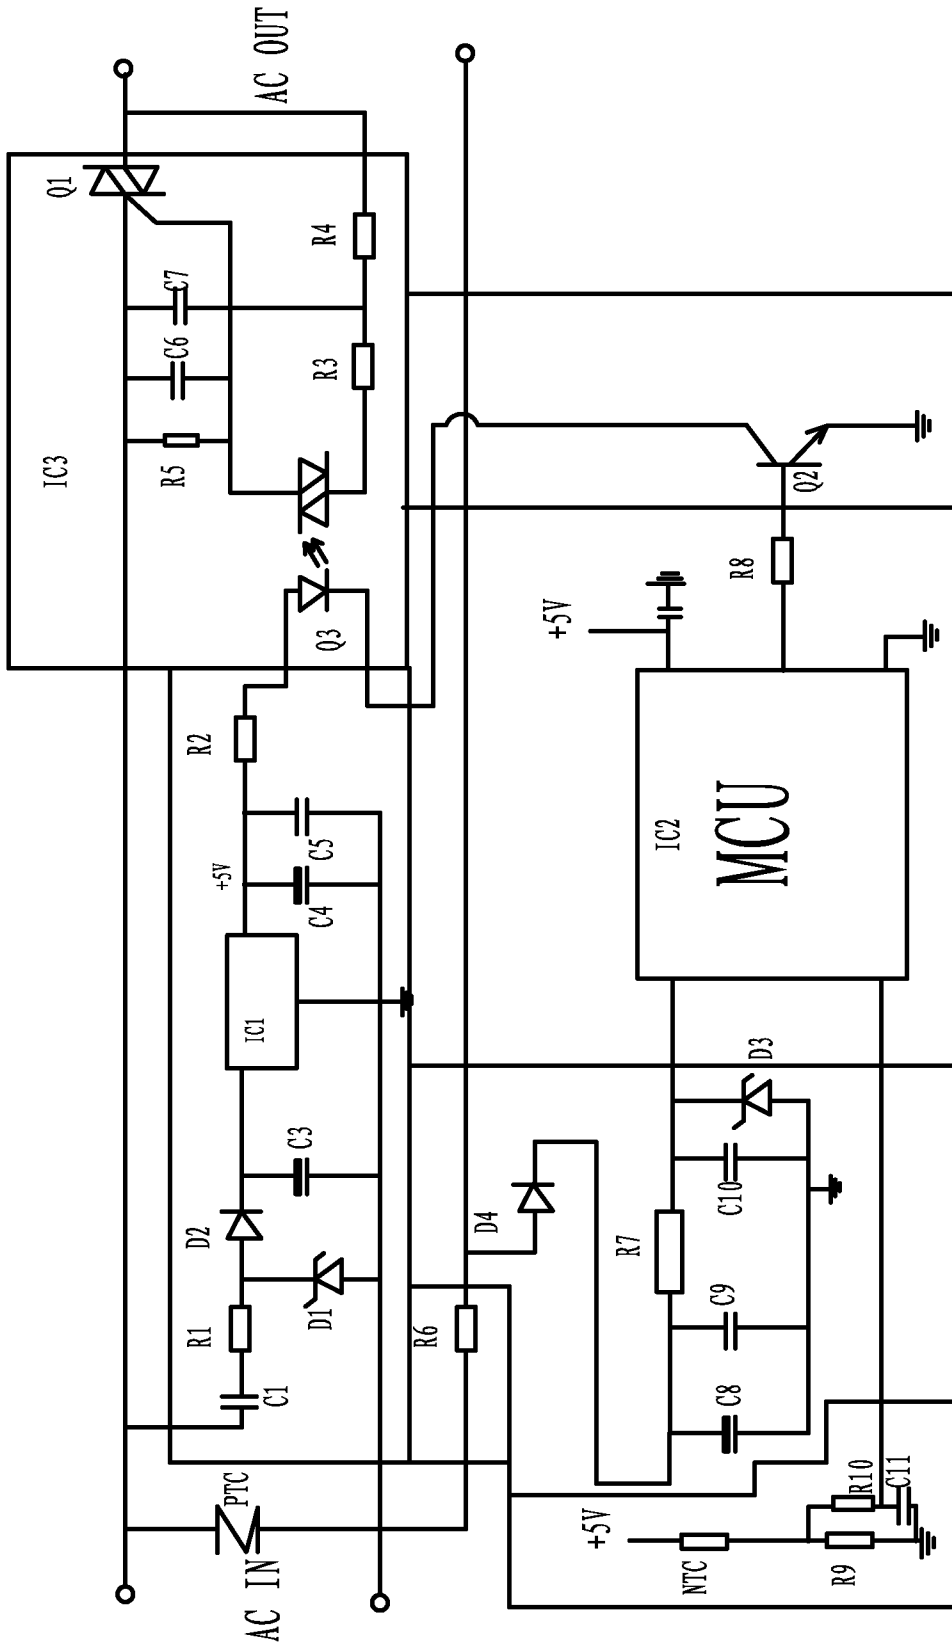 AC IN
PTC
C1
R1
D1
D2
C3
IC1
+5V
C4
C5
R2
Q3
IC3
R5
C6
C7
R3
R4
Q1
AC OUT
R6
D4
+5V
NTC
R9
R10
C11
C8
C9
R7
C10
D3
IC2
MCU
+5V
R8
Q2